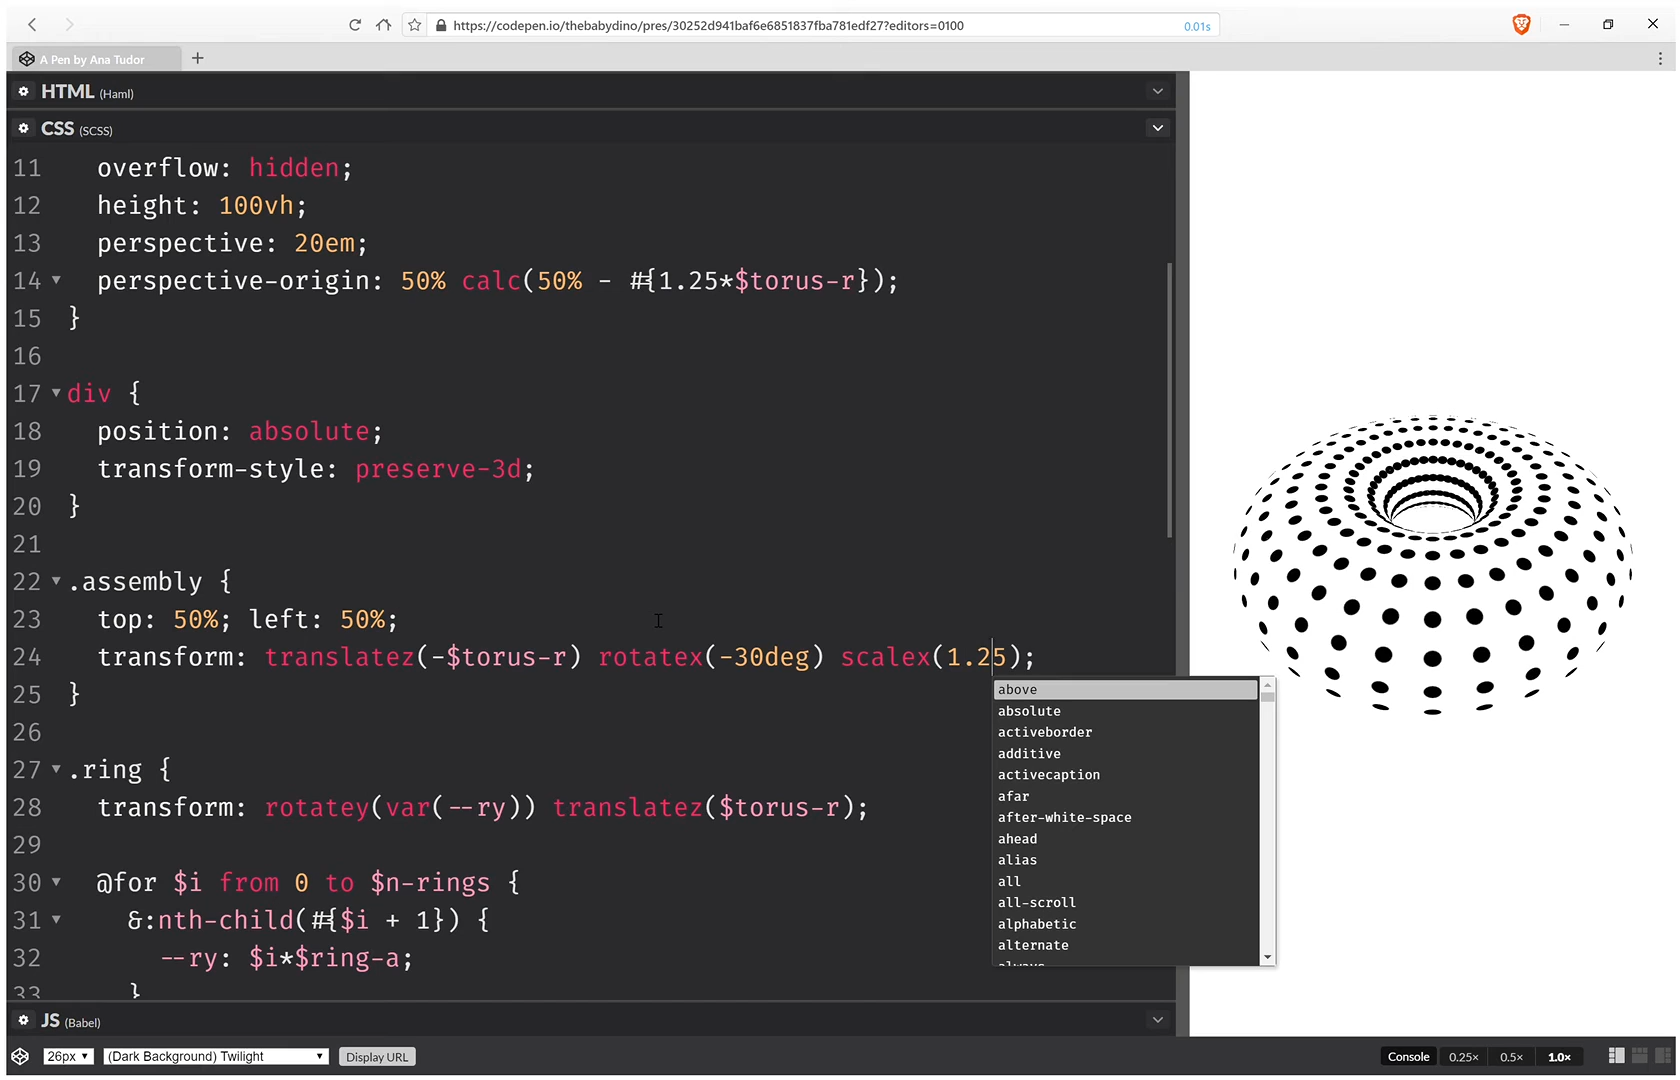 https://codepen.io/thebabydino/pres/30252d941baf6e6851837fba781edf27?editors=0100
0.01s
A Pen by Ana Tudor
HTML (Haml)
CSS (SCSS)
11 overflow: hidden;
12 height: 100vh;
13 perspective: 20em;
14 perspective-origin: 50% calc(50% - #{1.25*$torus-r});
15 }
16
17 div {
18 position: absolute;
19 transform-style: preserve-3d;
20 }
21
22 .assembly {
23 top: 50%; left: 50%;
24 transform: translatez(-$torus-r) rotatex(-30deg) scalex(1.25);
25 }
26
27 .ring {
28 transform: rotatey(var(--ry)) translatez($torus-r);
29
30 @for $i from 0 to $n-rings {
31 &:nth-child(#{$i + 1}) {
32 --ry: $i*$ring-a;
33 }
above
absolute
activeborder
additive
activecaption
afar
after-white-space
ahead
alias
all
all-scroll
alphabetic
alternate
always
JS (Babel)
26px (Dark Background) Twilight Display URL
Console 0.25× 0.5× 1.0×